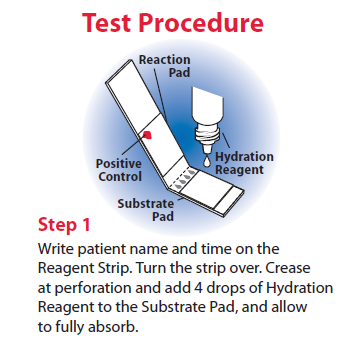 Test Procedure
Reaction
Pad
Positive
Control
Hydration
Reagent
Substrate
Pad
Step 1
Write patient name and time on the
Reagent Strip. Turn the strip over. Crease
at perforation and add 4 drops of Hydration
Reagent to the Substrate Pad, and allow
to fully absorb.